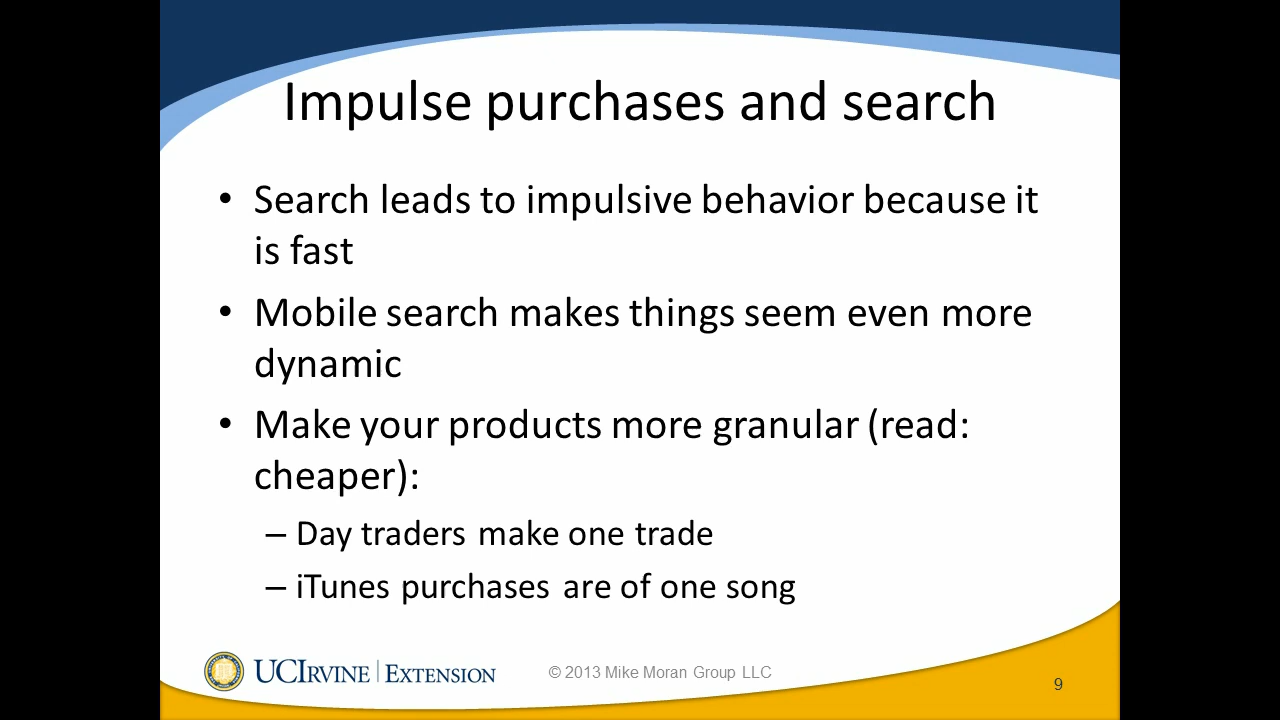 Impulse purchases and search
• Search leads to impulsive behavior because it
is fast
• Mobile search makes things seem even more
dynamic
• Make your products more granular (read:
cheaper):
– Day traders make one trade
– iTunes purchases are of one song
UCIRVINE | EXTENSION
© 2013 Mike Moran Group LLC
9